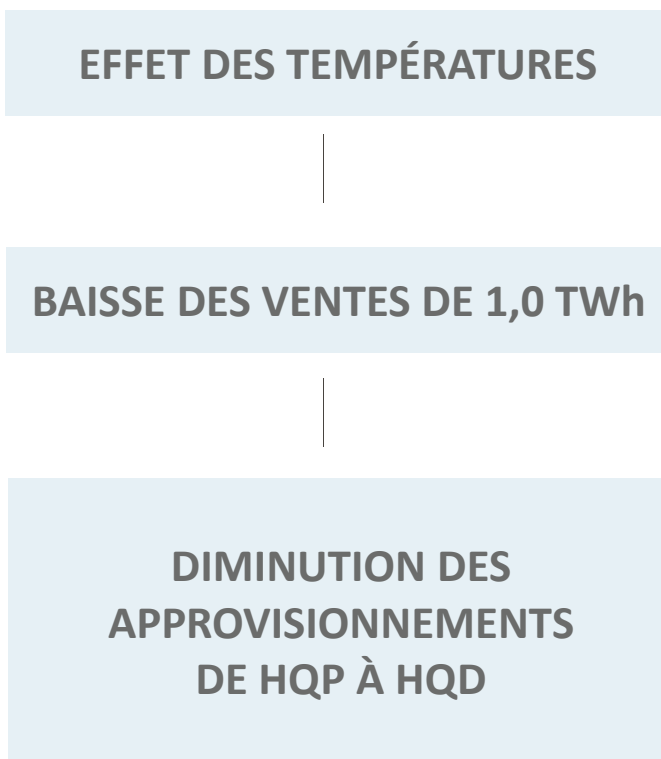 EFFET DES TEMPÉRATURES
BAISSE DES VENTES DE 1,0 TWh
DIMINUTION DES
APPROVISIONNEMENTS
DE HQP À HQD